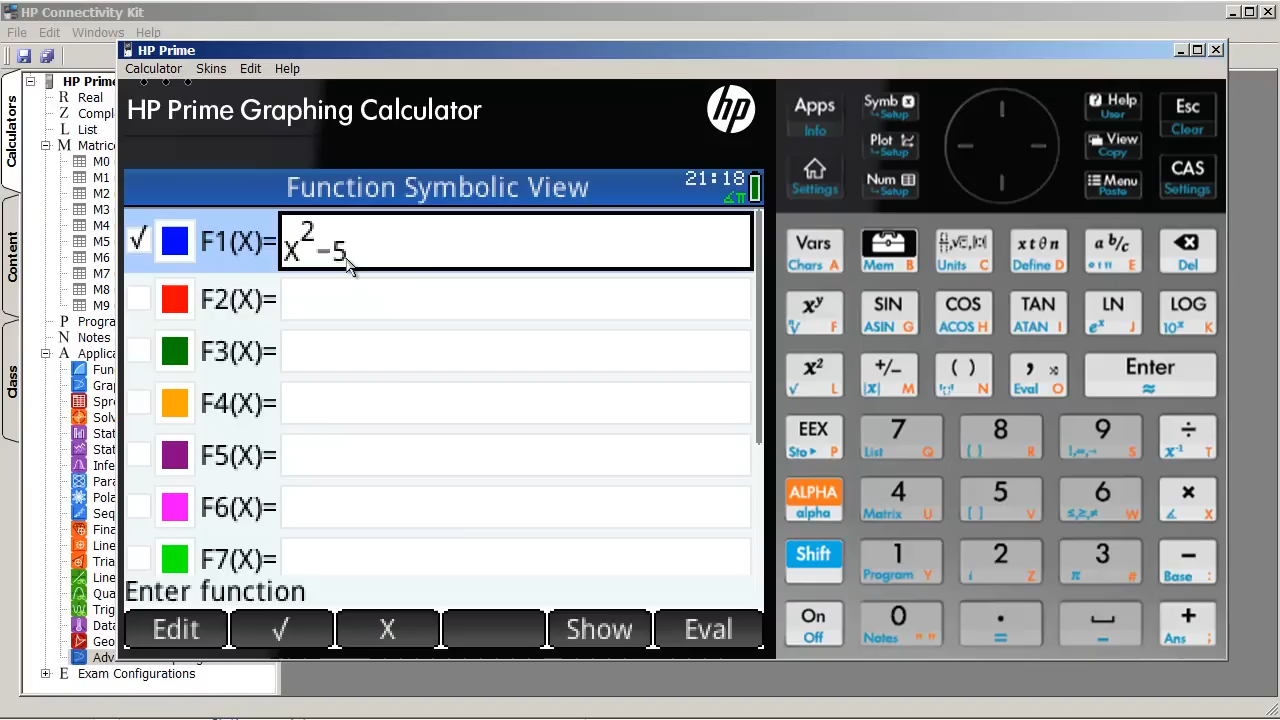 HP Connectivity Kit
File Edit Windows Help
HP Prime
Calculator Skins Edit Help
Calculators
Content
class
HP Prime
R Real
Z Comple
L List
M Matrice
M0
M1
M2
M3
M4
M5
M6
M7
M8
M9
P Progra
N Notes
A Applica
Func
Grap
Spre
Solv
Stat
Stat
Infe
Para
Pola
Seq
Fina
Line
Tria
Line
Qua
Trig
Data
Geo
Adv
E Exam Configurations
HP Prime Graphing Calculator
hp
Function Symbolic View
21:18
∡π
√ F1(X)= X²−5
F2(X)=
F3(X)=
F4(X)=
F5(X)=
F6(X)=
F7(X)=
Enter function
Edit √ X Show Eval
Apps Info
Symb Setup
Plot Setup
Settings
Num Setup
Help User
View Copy
Menu Paste
Esc Clear
CAS Settings
Vars Chars A
Mem B
Units C
x t θ n Define D
a b/c E
Del
xʸ F
SIN ASIN G
COS ACOS H
TAN ATAN I
LN eˣ J
LOG 10ˣ K
x² √ L
+/− |x| M
( ) N
, Eval O
Enter ≈
EEX Sto ▸ P
7 List Q
8 { } R
9 !,∞,→ S
÷ x⁻¹ T
ALPHA alpha
4 Matrix U
5 [ ] V
6 ≤,≥,≠ W
× ∡ X
Shift
1 Program Y
2 i Z
3 π #
− Base :
On Off
0 Notes " "
. =
_
+ Ans ;